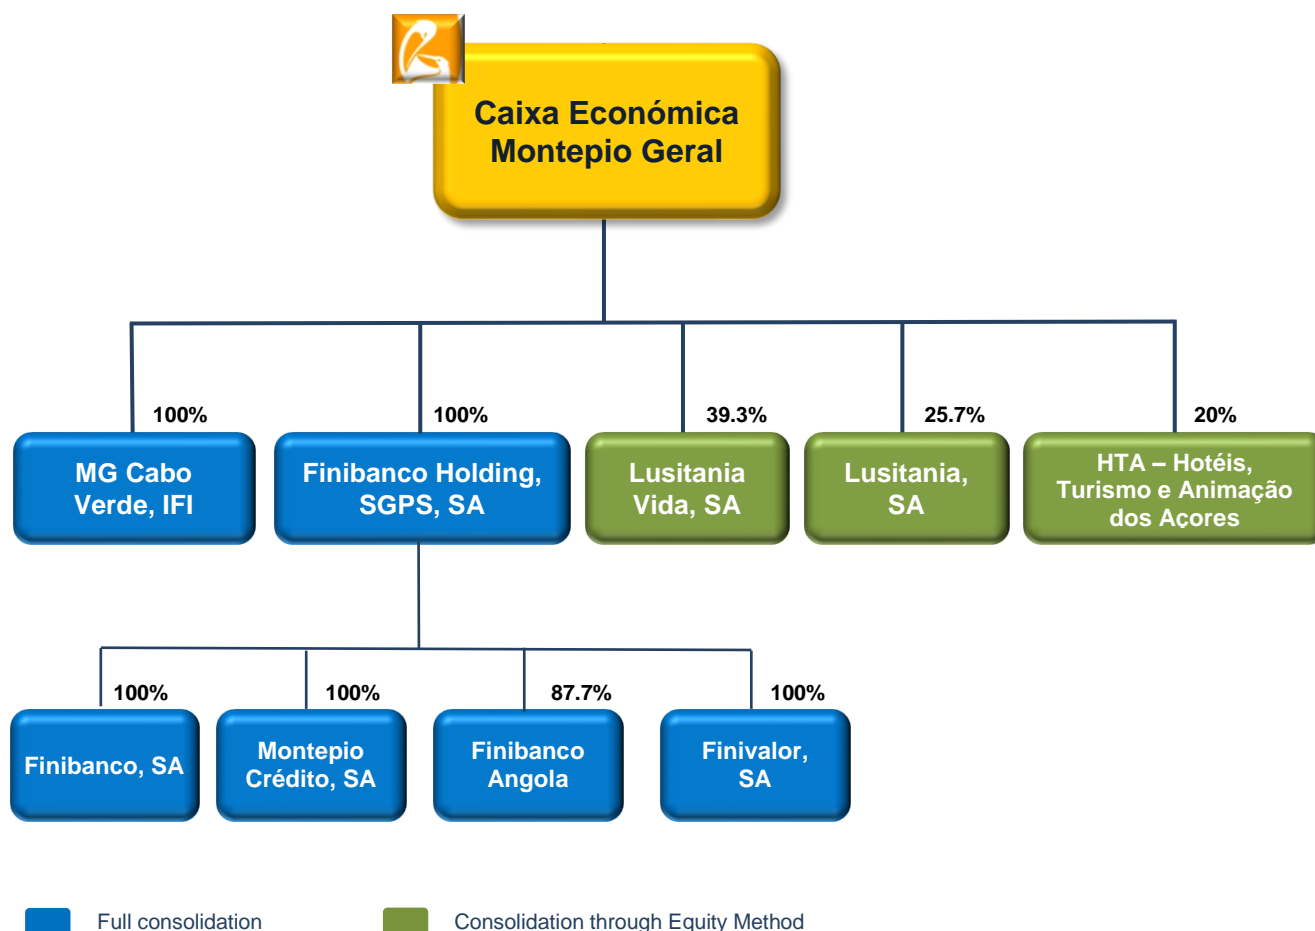 Caixa Económica
Montepio Geral
100%
100%
39.3%
25.7%
20%
MG Cabo
Verde, IFI
Finibanco Holding,
SGPS, SA
Lusitania
Vida, SA
Lusitania,
SA
HTA – Hotéis,
Turismo e Animação
dos Açores
100%
100%
87.7%
100%
Finibanco, SA
Montepio
Crédito, SA
Finibanco
Angola
Finivalor,
SA
Full consolidation
Consolidation through Equity Method